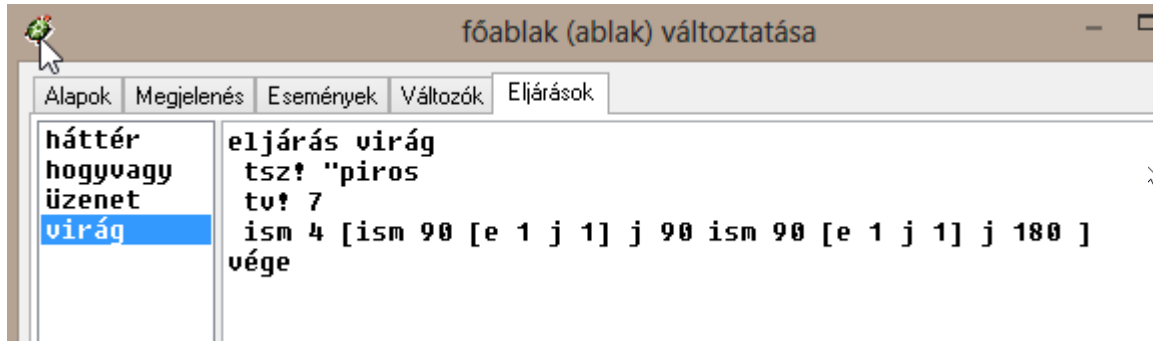 főablak (ablak) változtatása
Alapok Megjelenés Események Változók Eljárások
háttér
hogyvagy
üzenet
virág
eljárás virág
tsz! "piros
tv! 7
ism 4 [ism 90 [e 1 j 1] j 90 ism 90 [e 1 j 1] j 180 ]
vége